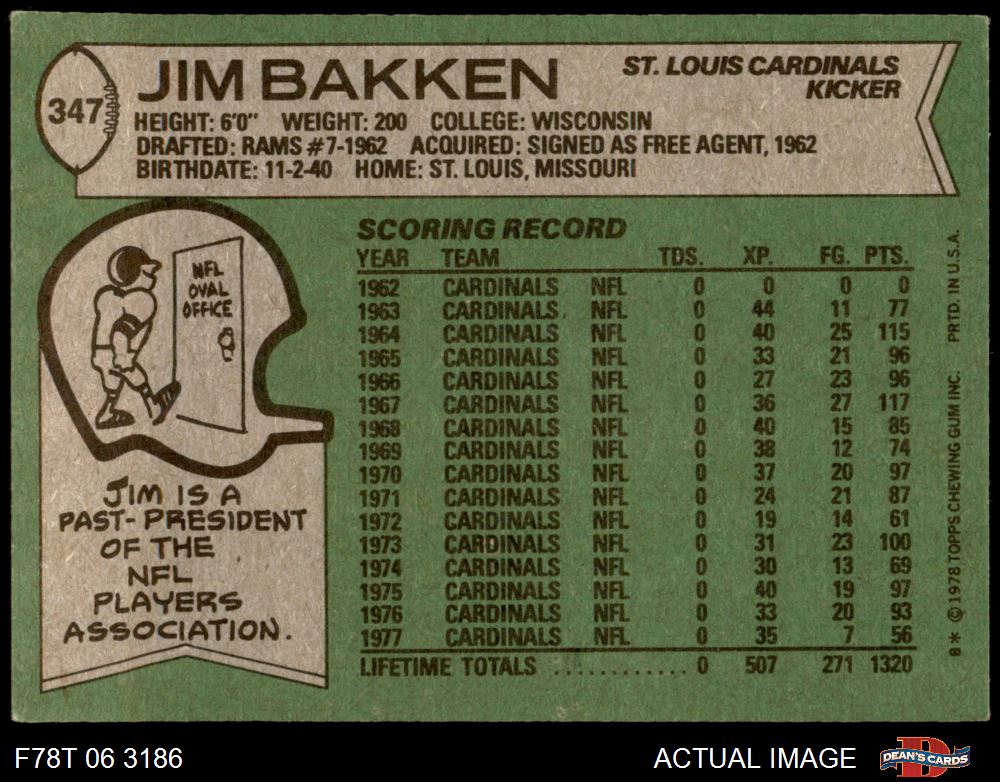 347
JIM BAKKEN
ST. LOUIS CARDINALS
KICKER
HEIGHT: 6'0" WEIGHT: 200 COLLEGE: WISCONSIN
DRAFTED: RAMS #7-1962 ACQUIRED: SIGNED AS FREE AGENT, 1962
BIRTHDATE: 11-2-40 HOME: ST. LOUIS, MISSOURI
NFL
OVAL
OFFICE
JIM IS A
PAST-PRESIDENT
OF THE
NFL
PLAYERS
ASSOCIATION.
SCORING RECORD
YEAR TEAM TDS. XP. FG. PTS.
1962 CARDINALS NFL 0 0 0 0
1963 CARDINALS NFL 0 44 11 77
1964 CARDINALS NFL 0 40 25 115
1965 CARDINALS NFL 0 33 21 96
1966 CARDINALS NFL 0 27 23 96
1967 CARDINALS NFL 0 36 27 117
1968 CARDINALS NFL 0 40 15 85
1969 CARDINALS NFL 0 38 12 74
1970 CARDINALS NFL 0 37 20 97
1971 CARDINALS NFL 0 24 21 87
1972 CARDINALS NFL 0 19 14 61
1973 CARDINALS NFL 0 31 23 100
1974 CARDINALS NFL 0 30 13 69
1975 CARDINALS NFL 0 40 19 97
1976 CARDINALS NFL 0 33 20 93
1977 CARDINALS NFL 0 35 7 56
LIFETIME TOTALS ............ 0 507 271 1320
8* © 1978 TOPPS CHEWING GUM INC. PRTD. IN U.S.A.
F78T 06 3186
ACTUAL IMAGE
D
DEAN'S CARDS